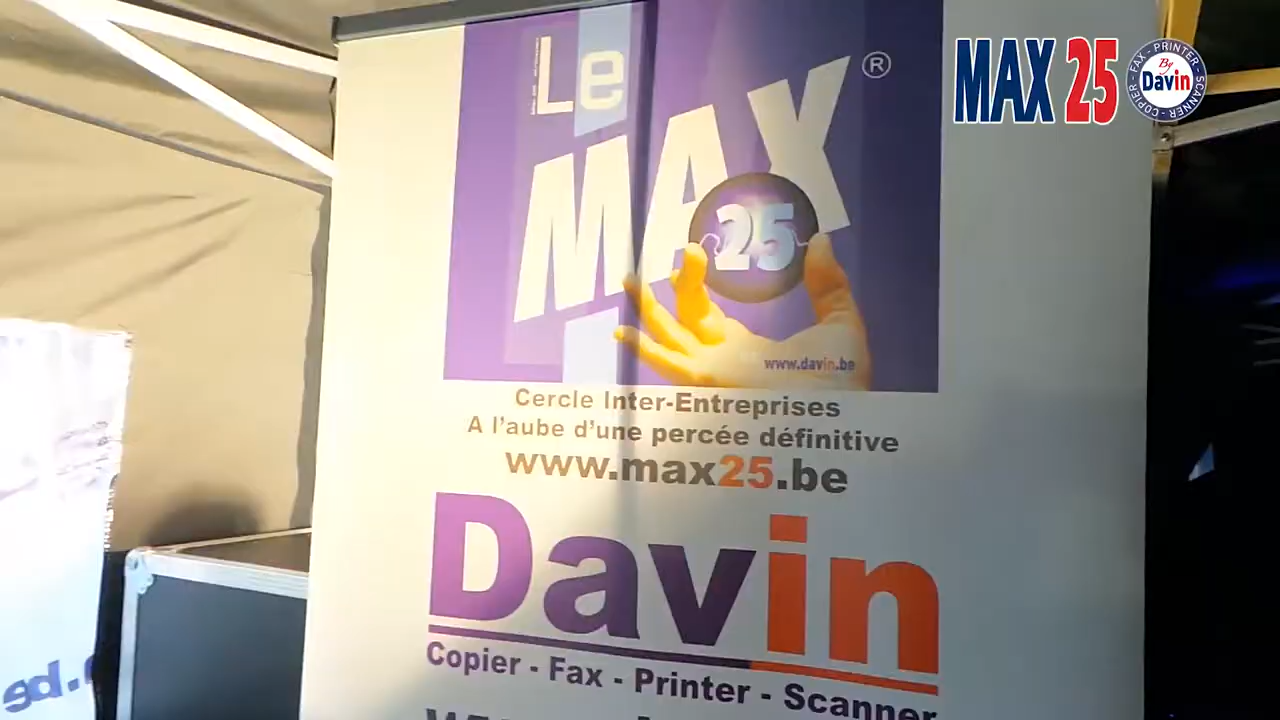 MAX 25
COPIER - FAX - PRINTER - SCANNER
By
Davin
Le
MAX ®
25
www.davin.be
Cercle Inter-Entreprises
A l'aube d'une percée définitive
www.max25.be
Davin
Copier - Fax - Printer - Scanner